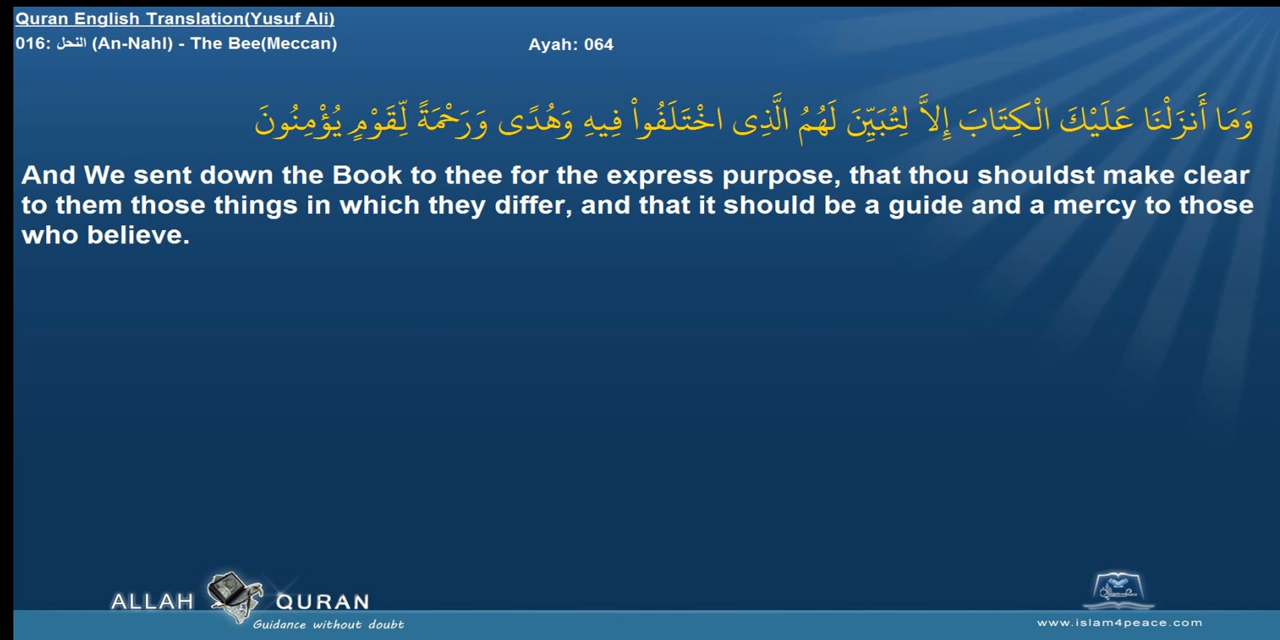 Quran English Translation(Yusuf Ali)
016: النحل (An-Nahl) - The Bee(Meccan)
Ayah: 064
وَمَا أَنزَلْنَا عَلَيْكَ الْكِتَابَ إِلاَّ لِتُبَيِّنَ لَهُمُ الَّذِى اخْتَلَفُواْ فِيهِ وَهُدًى وَرَحْمَةً لِّقَوْمٍ يُؤْمِنُونَ
And We sent down the Book to thee for the express purpose, that thou shouldst make clear
to them those things in which they differ, and that it should be a guide and a mercy to those
who believe.
ALLAH QURAN
Guidance without doubt
www.islam4peace.com